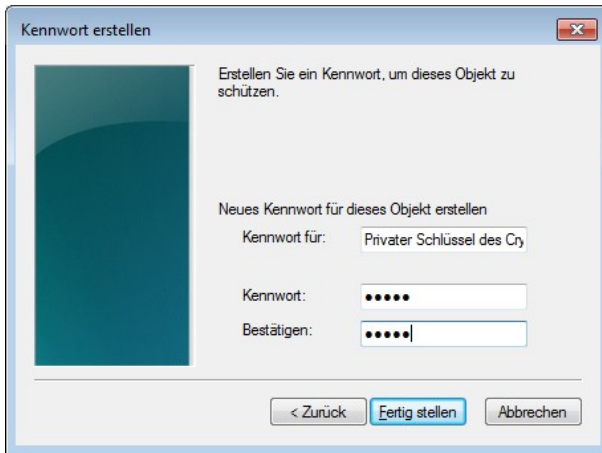 Kennwort erstellen
Erstellen Sie ein Kennwort, um dieses Objekt zu
schützen.
Neues Kennwort für dieses Objekt erstellen
Kennwort für: Privater Schlüssel des Cry
Kennwort: ●●●●●
Bestätigen: ●●●●●
< Zurück Fertig stellen Abbrechen